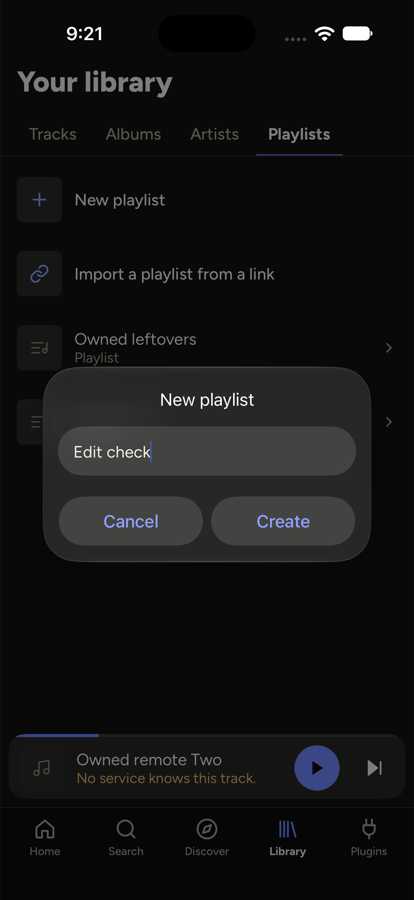 9:21
Your library
Tracks Albums Artists Playlists
New playlist
Import a playlist from a link
Owned leftovers
Playlist
New playlist
Edit check
Cancel Create
Owned remote Two
No service knows this track.
Home Search Discover Library Plugins